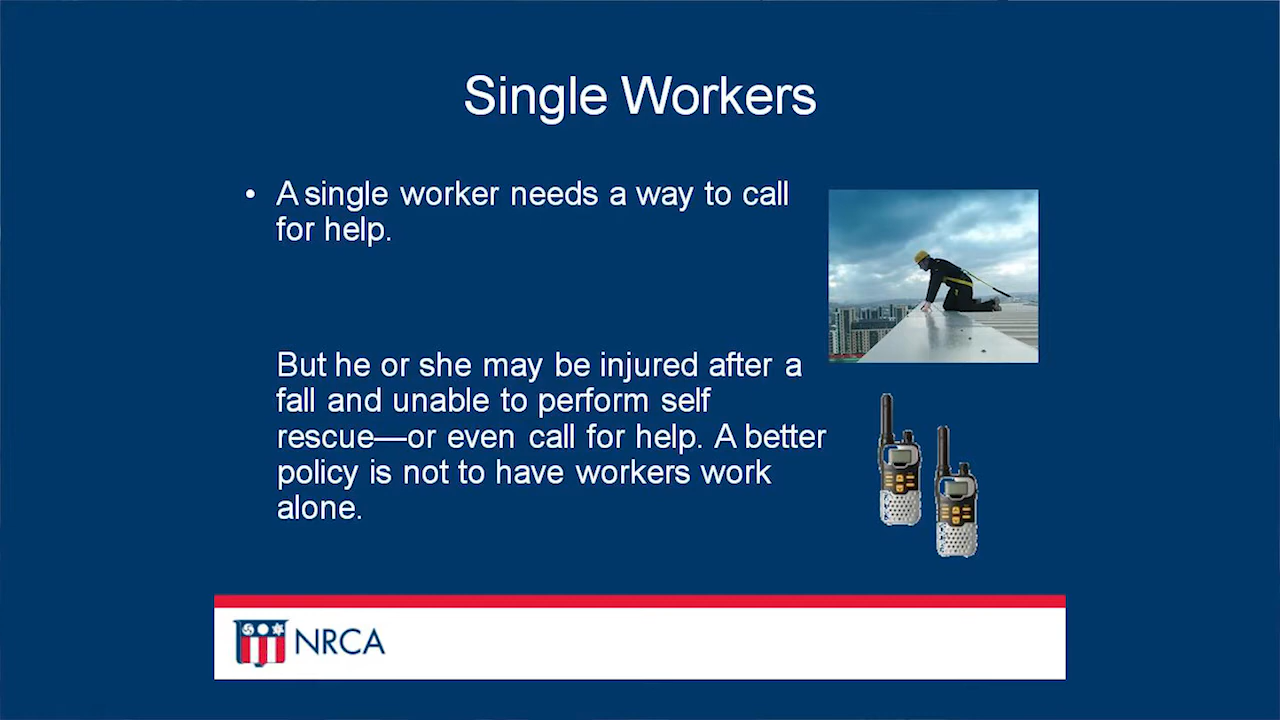 Single Workers
• A single worker needs a way to call
for help.
But he or she may be injured after a
fall and unable to perform self
rescue—or even call for help. A better
policy is not to have workers work
alone.
NRCA